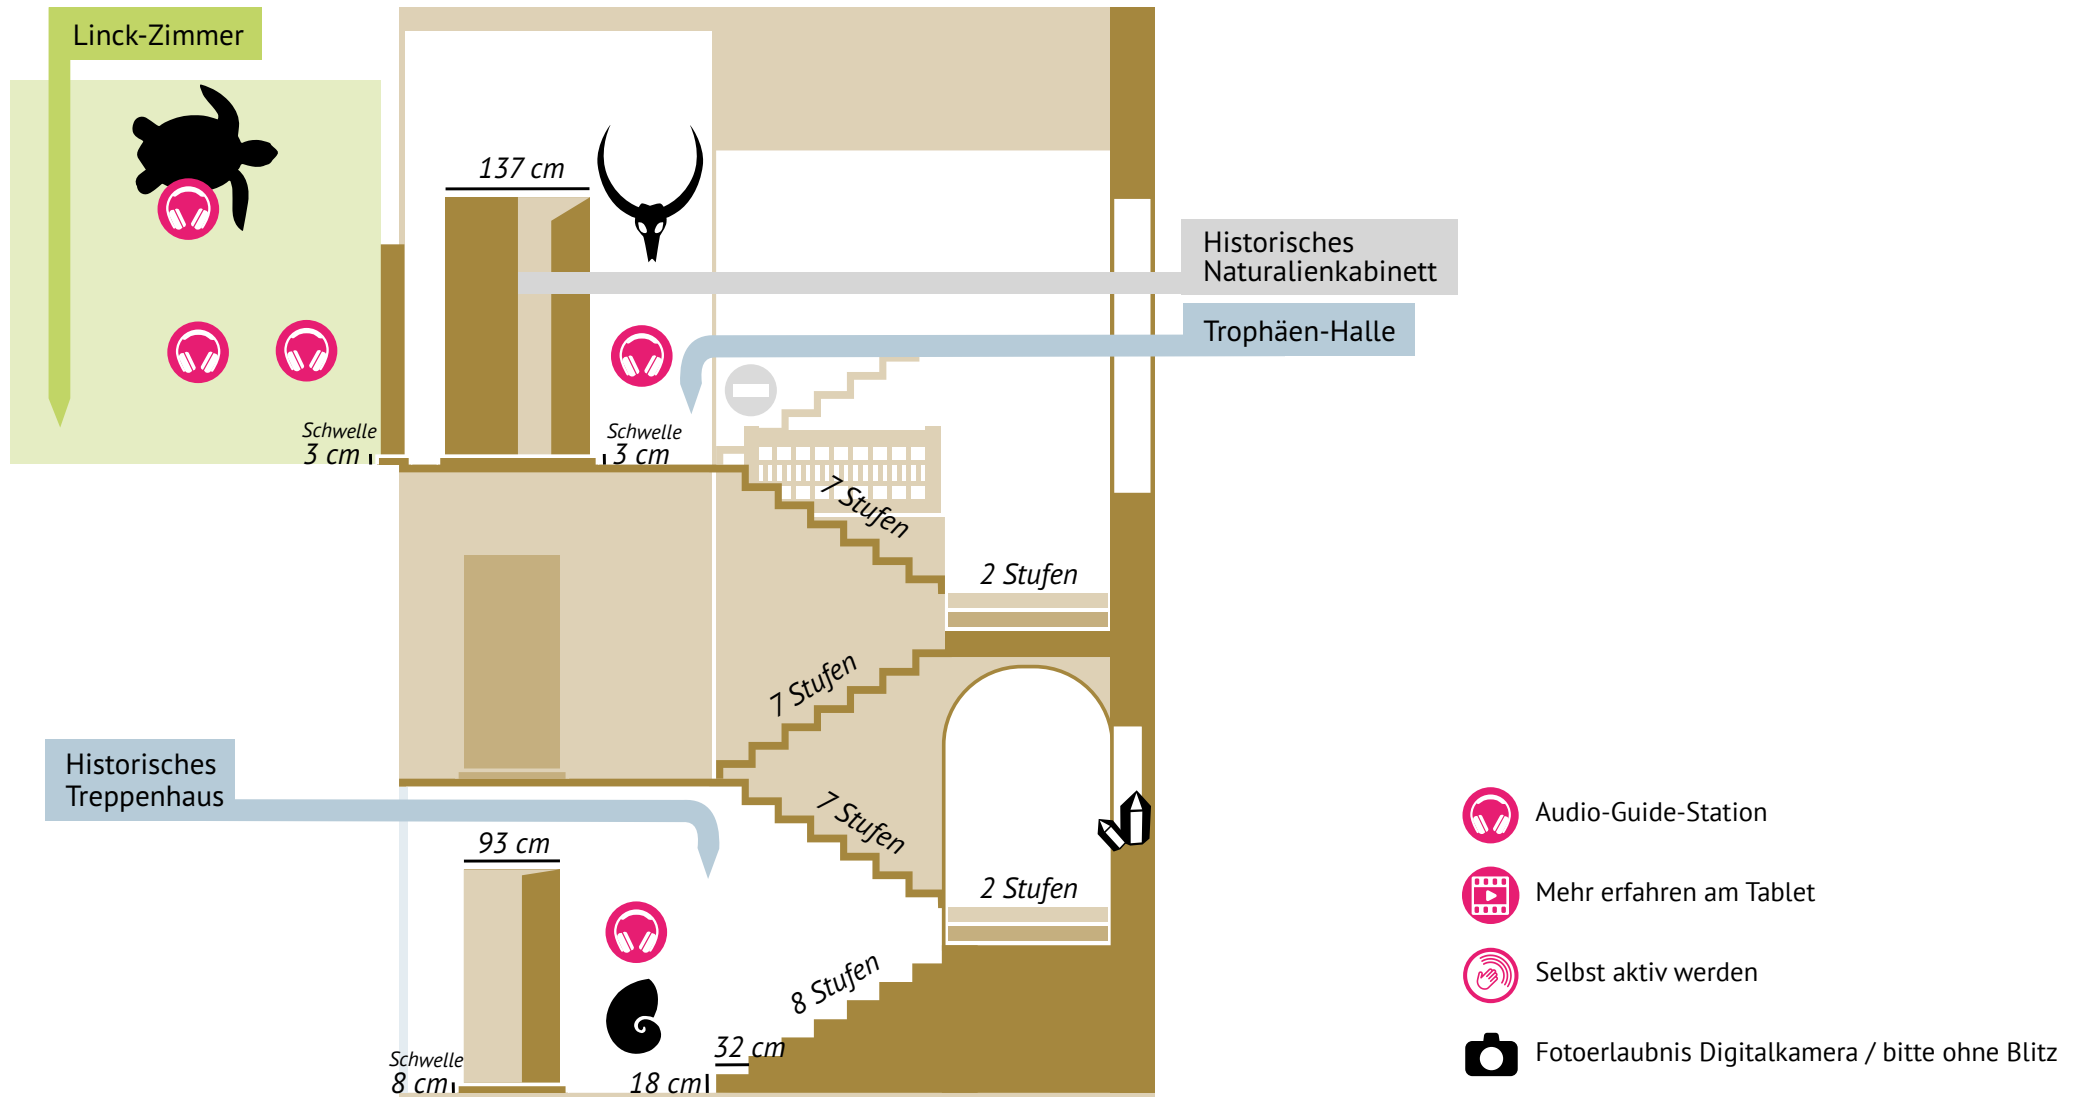 Linck-Zimmer
137 cm
Historisches
Naturalienkabinett
Trophäen-Halle
Schwelle
3 cm
Schwelle
3 cm
7 Stufen
2 Stufen
7 Stufen
Historisches
Treppenhaus
7 Stufen
93 cm
2 Stufen
8 Stufen
32 cm
Schwelle
8 cm
18 cm
Audio-Guide-Station
Mehr erfahren am Tablet
Selbst aktiv werden
Fotoerlaubnis Digitalkamera / bitte ohne Blitz